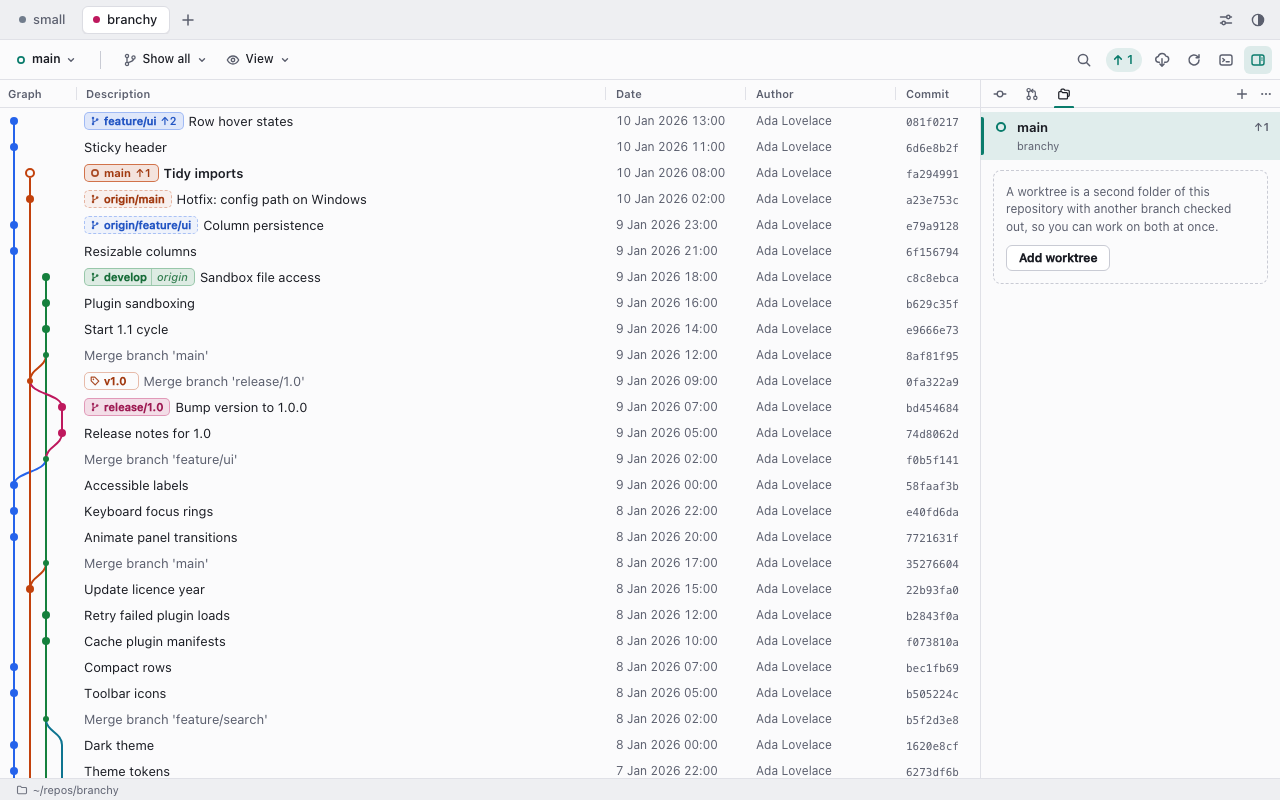 small
branchy
main
Show all
View
↑ 1
Graph
Description
Date
Author
Commit
feature/ui ↑2 Row hover states 10 Jan 2026 13:00 Ada Lovelace 081f0217
Sticky header 10 Jan 2026 11:00 Ada Lovelace 6d6e8b2f
main ↑1 Tidy imports 10 Jan 2026 08:00 Ada Lovelace fa294991
origin/main Hotfix: config path on Windows 10 Jan 2026 02:00 Ada Lovelace a23e753c
origin/feature/ui Column persistence 9 Jan 2026 23:00 Ada Lovelace e79a9128
Resizable columns 9 Jan 2026 21:00 Ada Lovelace 6f156794
develop origin Sandbox file access 9 Jan 2026 18:00 Ada Lovelace c8c8ebca
Plugin sandboxing 9 Jan 2026 16:00 Ada Lovelace b629c35f
Start 1.1 cycle 9 Jan 2026 14:00 Ada Lovelace e9666e73
Merge branch 'main' 9 Jan 2026 12:00 Ada Lovelace 8af81f95
v1.0 Merge branch 'release/1.0' 9 Jan 2026 09:00 Ada Lovelace 0fa322a9
release/1.0 Bump version to 1.0.0 9 Jan 2026 07:00 Ada Lovelace bd454684
Release notes for 1.0 9 Jan 2026 05:00 Ada Lovelace 74d8062d
Merge branch 'feature/ui' 9 Jan 2026 02:00 Ada Lovelace f0b5f141
Accessible labels 9 Jan 2026 00:00 Ada Lovelace 58faaf3b
Keyboard focus rings 8 Jan 2026 22:00 Ada Lovelace e40fd6da
Animate panel transitions 8 Jan 2026 20:00 Ada Lovelace 7721631f
Merge branch 'main' 8 Jan 2026 17:00 Ada Lovelace 35276604
Update licence year 8 Jan 2026 15:00 Ada Lovelace 22b93fa0
Retry failed plugin loads 8 Jan 2026 12:00 Ada Lovelace b2843f0a
Cache plugin manifests 8 Jan 2026 10:00 Ada Lovelace f073810a
Compact rows 8 Jan 2026 07:00 Ada Lovelace bec1fb69
Toolbar icons 8 Jan 2026 05:00 Ada Lovelace b505224c
Merge branch 'feature/search' 8 Jan 2026 02:00 Ada Lovelace b5f2d3e8
Dark theme 8 Jan 2026 00:00 Ada Lovelace 1620e8cf
Theme tokens 7 Jan 2026 22:00 Ada Lovelace 6273df6b
main ↑1
branchy
A worktree is a second folder of this
repository with another branch checked
out, so you can work on both at once.
Add worktree
~/repos/branchy